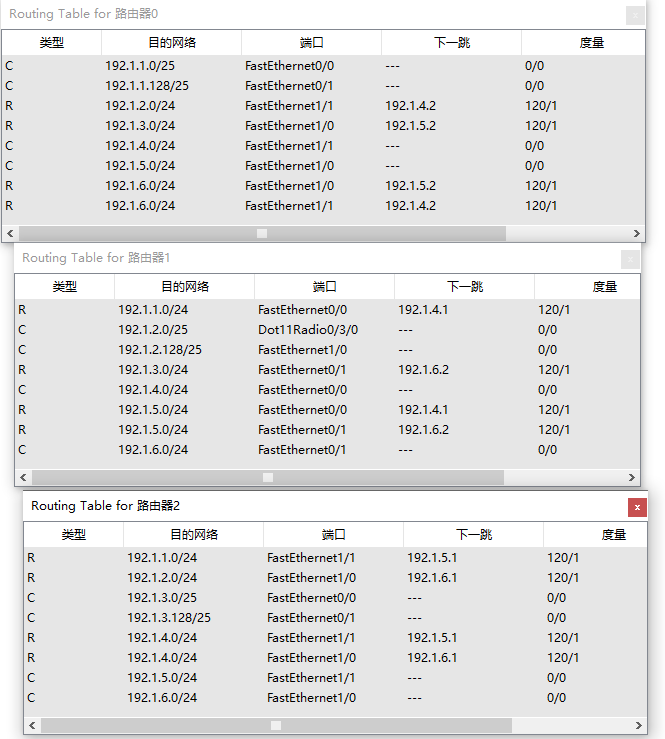 Routing Table for 路由器0
类型 目的网络 端口 下一跳 度量
C 192.1.1.0/25 FastEthernet0/0 --- 0/0
C 192.1.1.128/25 FastEthernet0/1 --- 0/0
R 192.1.2.0/24 FastEthernet1/1 192.1.4.2 120/1
R 192.1.3.0/24 FastEthernet1/0 192.1.5.2 120/1
C 192.1.4.0/24 FastEthernet1/1 --- 0/0
C 192.1.5.0/24 FastEthernet1/0 --- 0/0
R 192.1.6.0/24 FastEthernet1/0 192.1.5.2 120/1
R 192.1.6.0/24 FastEthernet1/1 192.1.4.2 120/1
Routing Table for 路由器1
类型 目的网络 端口 下一跳 度量
R 192.1.1.0/24 FastEthernet0/0 192.1.4.1 120/1
C 192.1.2.0/25 Dot11Radio0/3/0 --- 0/0
C 192.1.2.128/25 FastEthernet1/0 --- 0/0
R 192.1.3.0/24 FastEthernet0/1 192.1.6.2 120/1
C 192.1.4.0/24 FastEthernet0/0 --- 0/0
R 192.1.5.0/24 FastEthernet0/0 192.1.4.1 120/1
R 192.1.5.0/24 FastEthernet0/1 192.1.6.2 120/1
C 192.1.6.0/24 FastEthernet0/1 --- 0/0
Routing Table for 路由器2
类型 目的网络 端口 下一跳 度量
R 192.1.1.0/24 FastEthernet1/1 192.1.5.1 120/1
R 192.1.2.0/24 FastEthernet1/0 192.1.6.1 120/1
C 192.1.3.0/25 FastEthernet0/0 --- 0/0
C 192.1.3.128/25 FastEthernet0/1 --- 0/0
R 192.1.4.0/24 FastEthernet1/1 192.1.5.1 120/1
R 192.1.4.0/24 FastEthernet1/0 192.1.6.1 120/1
C 192.1.5.0/24 FastEthernet1/1 --- 0/0
C 192.1.6.0/24 FastEthernet1/0 --- 0/0